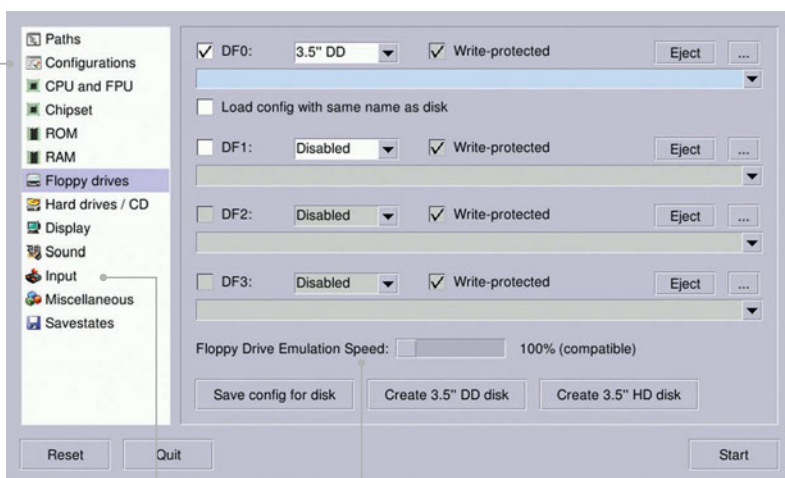 Paths
Configurations
CPU and FPU
Chipset
ROM
RAM
Floppy drives
Hard drives / CD
Display
Sound
Input
Miscellaneous
Savestates
DF0: 3.5" DD Write-protected Eject ...
Load config with same name as disk
DF1: Disabled Write-protected Eject ...
DF2: Disabled Write-protected Eject ...
DF3: Disabled Write-protected Eject ...
Floppy Drive Emulation Speed: 100% (compatible)
Save config for disk Create 3.5" DD disk Create 3.5" HD disk
Reset Quit Start